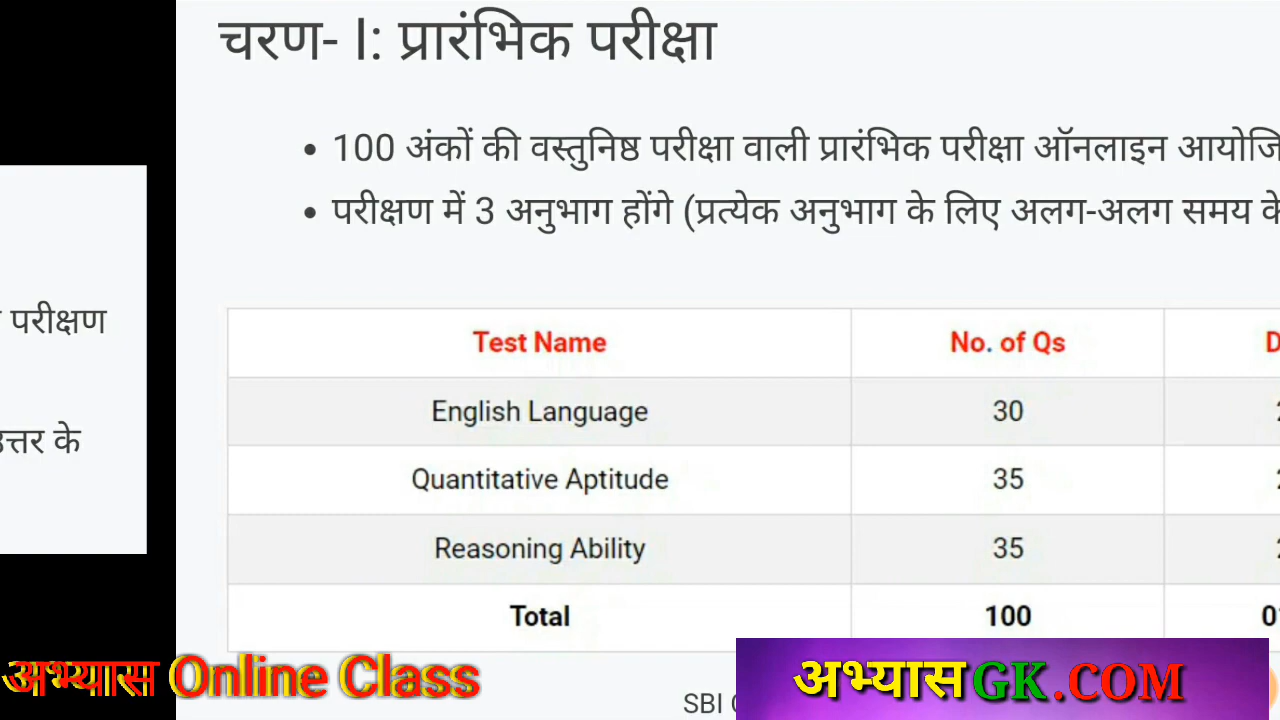 चरण- I: प्रारंभिक परीक्षा
100 अंकों की वस्तुनिष्ठ परीक्षा वाली प्रारंभिक परीक्षा ऑनलाइन
परीक्षण में 3 अनुभाग होंगे (प्रत्येक अनुभाग के लिए अलग-अलग समय
परीक्षण
के
Test Name No. of Qs
English Language 30
Quantitative Aptitude 35
Reasoning Ability 35
Total 100
अभ्यास Online Class
अभ्यास GK.COM
SBI